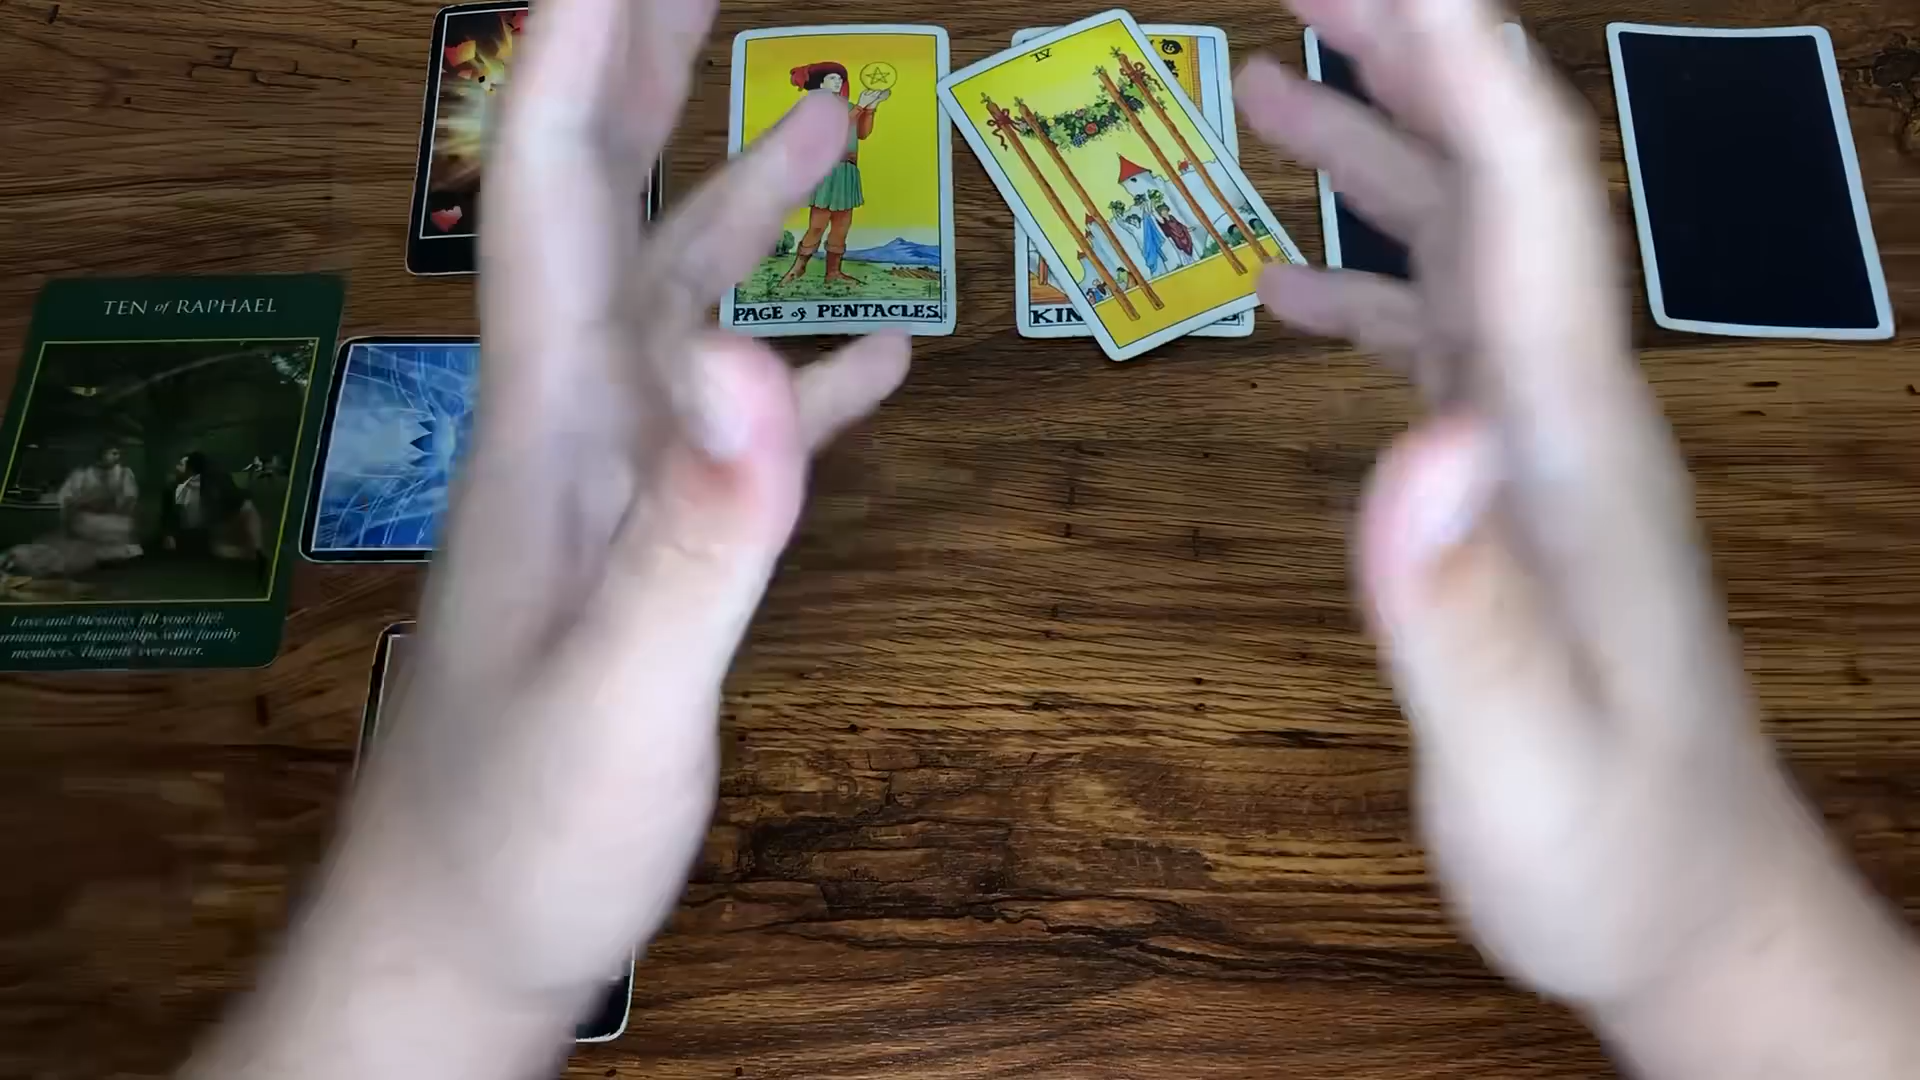 IV
PAGE of PENTACLES
KIN
TEN of RAPHAEL
Love and blessings fill your life!
armonious relationships with family
members. Happily ever after.